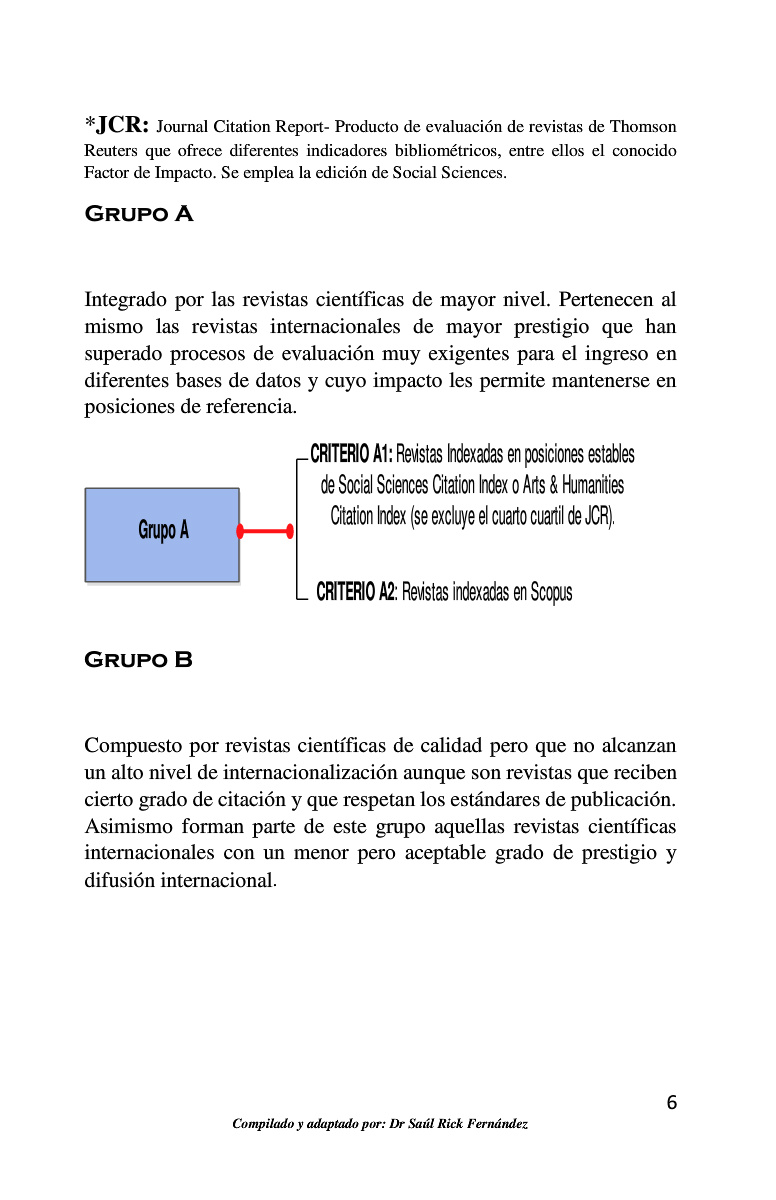 *JCR: Journal Citation Report- Producto de evaluación de revistas de Thomson
Reuters que ofrece diferentes indicadores bibliométricos, entre ellos el conocido
Factor de Impacto. Se emplea la edición de Social Sciences.
Grupo A
Integrado por las revistas científicas de mayor nivel. Pertenecen al
mismo las revistas internacionales de mayor prestigio que han
superado procesos de evaluación muy exigentes para el ingreso en
diferentes bases de datos y cuyo impacto les permite mantenerse en
posiciones de referencia.
Grupo A
CRITERIO A1: Revistas Indexadas en posiciones estables
de Social Sciences Citation Index o Arts & Humanities
Citation Index (se excluye el cuarto cuartil de JCR).
CRITERIO A2: Revistas indexadas en Scopus
Grupo B
Compuesto por revistas científicas de calidad pero que no alcanzan
un alto nivel de internacionalización aunque son revistas que reciben
cierto grado de citación y que respetan los estándares de publicación.
Asimismo forman parte de este grupo aquellas revistas científicas
internacionales con un menor pero aceptable grado de prestigio y
difusión internacional.
6
Compilado y adaptado por: Dr Saúl Rick Fernández